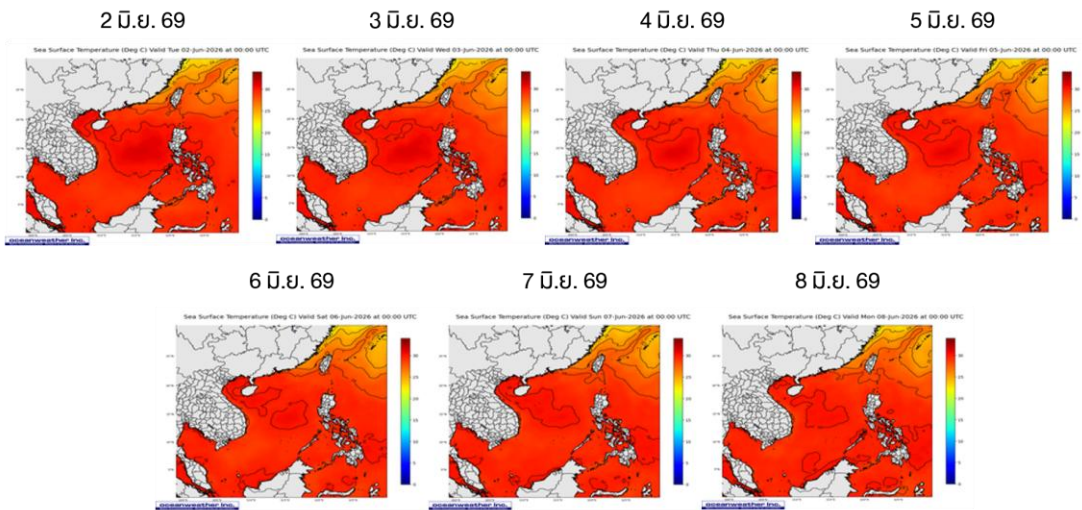 2 มิ.ย. 69
3 มิ.ย. 69
4 มิ.ย. 69
5 มิ.ย. 69
Sea Surface Temperature (Deg C) Valid Tue 02-Jun-2026 at 00:00 UTC
Sea Surface Temperature (Deg C) Valid Wed 03-Jun-2026 at 00:00 UTC
Sea Surface Temperature (Deg C) Valid Thu 04-Jun-2026 at 00:00 UTC
Sea Surface Temperature (Deg C) Valid Fri 05-Jun-2026 at 00:00 UTC
oceanweather inc.
oceanweather inc.
oceanweather inc.
oceanweather inc.
6 มิ.ย. 69
7 มิ.ย. 69
8 มิ.ย. 69
Sea Surface Temperature (Deg C) Valid Sat 06-Jun-2026 at 00:00 UTC
Sea Surface Temperature (Deg C) Valid Sun 07-Jun-2026 at 00:00 UTC
Sea Surface Temperature (Deg C) Valid Mon 08-Jun-2026 at 00:00 UTC
oceanweather inc.
oceanweather inc.
oceanweather inc.